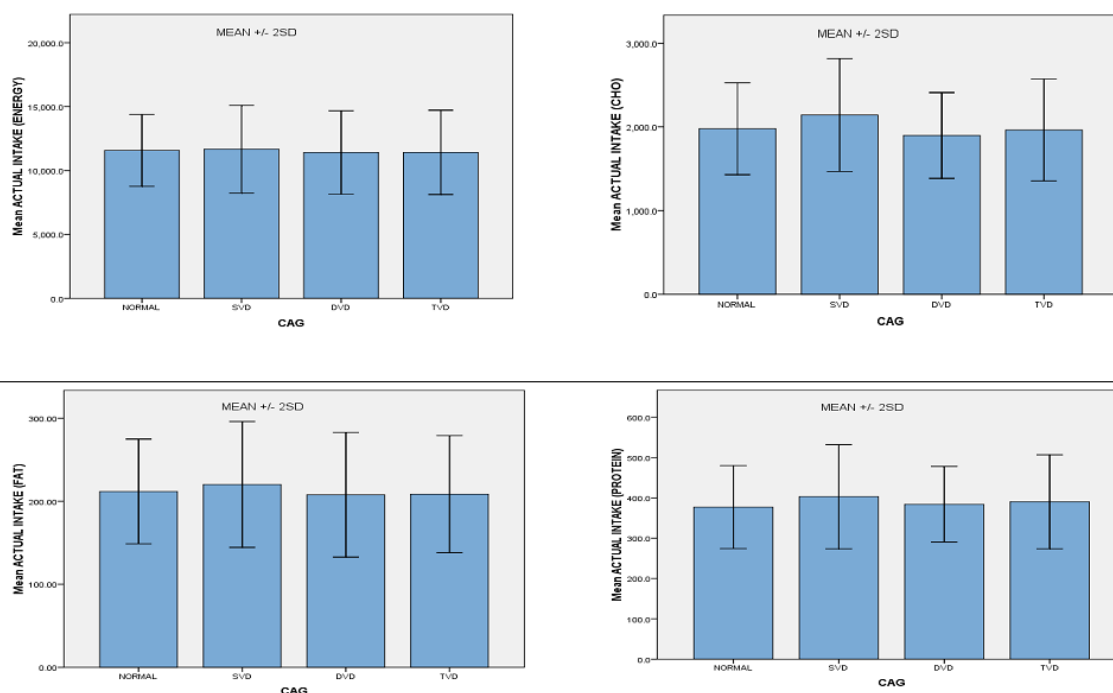 MEAN +/- 2SD
Mean ACTUAL INTAKE (ENERGY)
20,000.0
15,000.0
10,000.0
5,000.0
0.0
NORMAL SVD DVD TVD
CAG
MEAN +/- 2SD
Mean ACTUAL INTAKE (CHO)
3,000.0
2,000.0
1,000.0
0.0
NORMAL SVD DVD TVD
CAG
MEAN +/- 2SD
Mean ACTUAL INTAKE (FAT)
300.00
200.00
100.00
0.00
NORMAL SVD DVD TVD
CAG
MEAN +/- 2SD
Mean ACTUAL INTAKE (PROTEIN)
600.0
500.0
400.0
300.0
200.0
100.0
0.0
NORMAL SVD DVD TVD
CAG